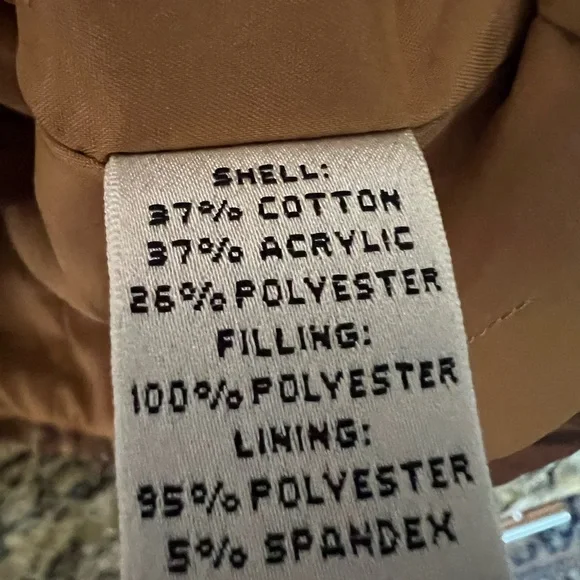 SHELL:
37% COTTON
37% ACRYLIC
26% POLYESTER
FILLING:
100% POLYESTER
LINING:
95% POLYESTER
5% SPANDEX